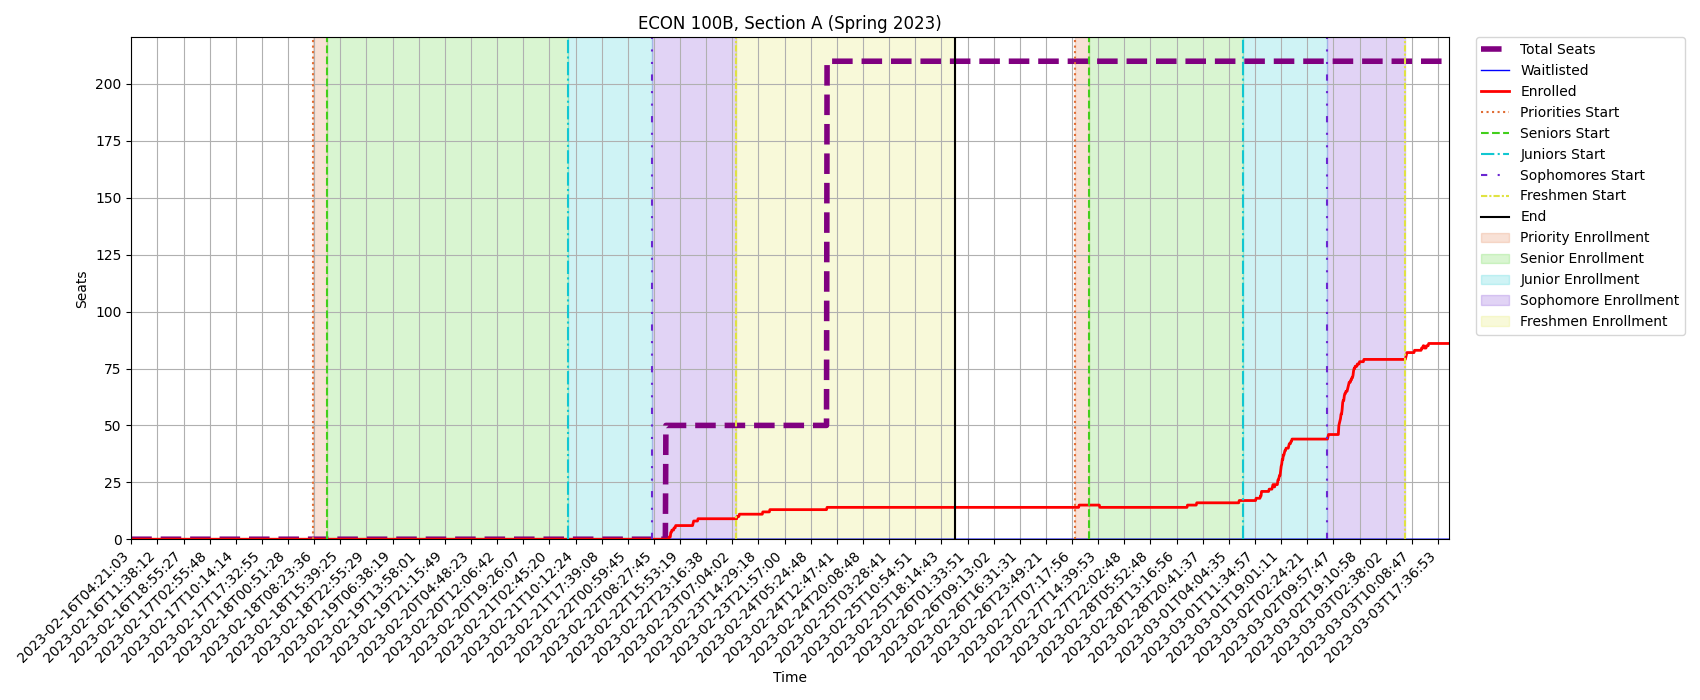 ECON 100B, Section A (Spring 2023)
Seats
200
175
150
125
100
75
50
25
0
2023-02-16T04:21:03
2023-02-16T11:38:12
2023-02-16T18:55:27
2023-02-17T02:55:48
2023-02-17T10:14:14
2023-02-17T17:32:55
2023-02-18T00:51:28
2023-02-18T08:23:36
2023-02-18T15:39:25
2023-02-18T22:55:29
2023-02-19T06:38:19
2023-02-19T13:58:01
2023-02-19T21:15:49
2023-02-20T04:48:23
2023-02-20T12:06:42
2023-02-20T19:26:07
2023-02-21T02:45:20
2023-02-21T10:12:24
2023-02-21T17:39:08
2023-02-22T00:59:45
2023-02-22T08:27:45
2023-02-22T15:53:19
2023-02-22T23:16:38
2023-02-23T07:04:02
2023-02-23T14:29:18
2023-02-23T21:57:00
2023-02-24T05:24:48
2023-02-24T12:47:41
2023-02-24T20:08:48
2023-02-25T03:28:41
2023-02-25T10:54:51
2023-02-25T18:14:43
2023-02-26T01:33:51
2023-02-26T09:13:02
2023-02-26T16:31:31
2023-02-26T23:49:21
2023-02-27T07:17:56
2023-02-27T14:39:53
2023-02-27T22:02:48
2023-02-28T05:52:48
2023-02-28T13:16:56
2023-02-28T20:41:37
2023-03-01T04:04:35
2023-03-01T11:34:57
2023-03-01T19:01:11
2023-03-02T02:24:21
2023-03-02T09:57:47
2023-03-02T19:10:58
2023-03-03T02:38:02
2023-03-03T10:08:47
2023-03-03T17:36:53
Time
Total Seats
Waitlisted
Enrolled
Priorities Start
Seniors Start
Juniors Start
Sophomores Start
Freshmen Start
End
Priority Enrollment
Senior Enrollment
Junior Enrollment
Sophomore Enrollment
Freshmen Enrollment